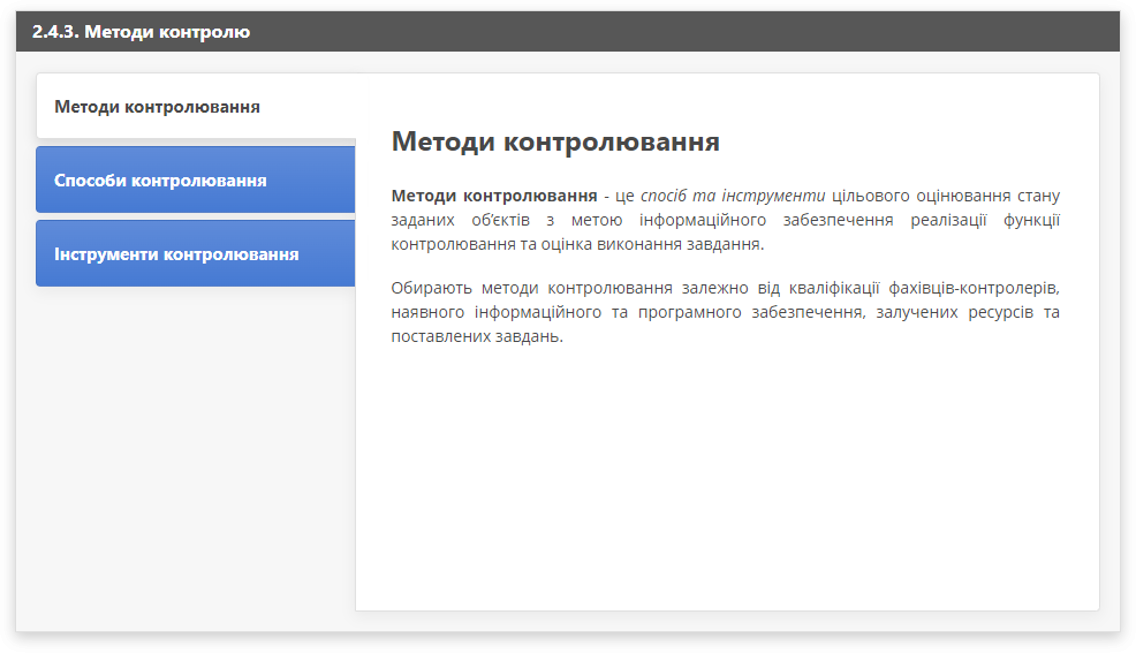 2.4.3. Методи контролю
Методи контролювання
Способи контролювання
Інструменти контролювання
Методи контролювання
Методи контролювання - це спосіб та інструменти цільового оцінювання стану
заданих об’єктів з метою інформаційного забезпечення реалізації функції
контролювання та оцінка виконання завдання.
Обирають методи контролювання залежно від кваліфікації фахівців-контролерів,
наявного інформаційного та програмного забезпечення, залучених ресурсів та
поставлених завдань.